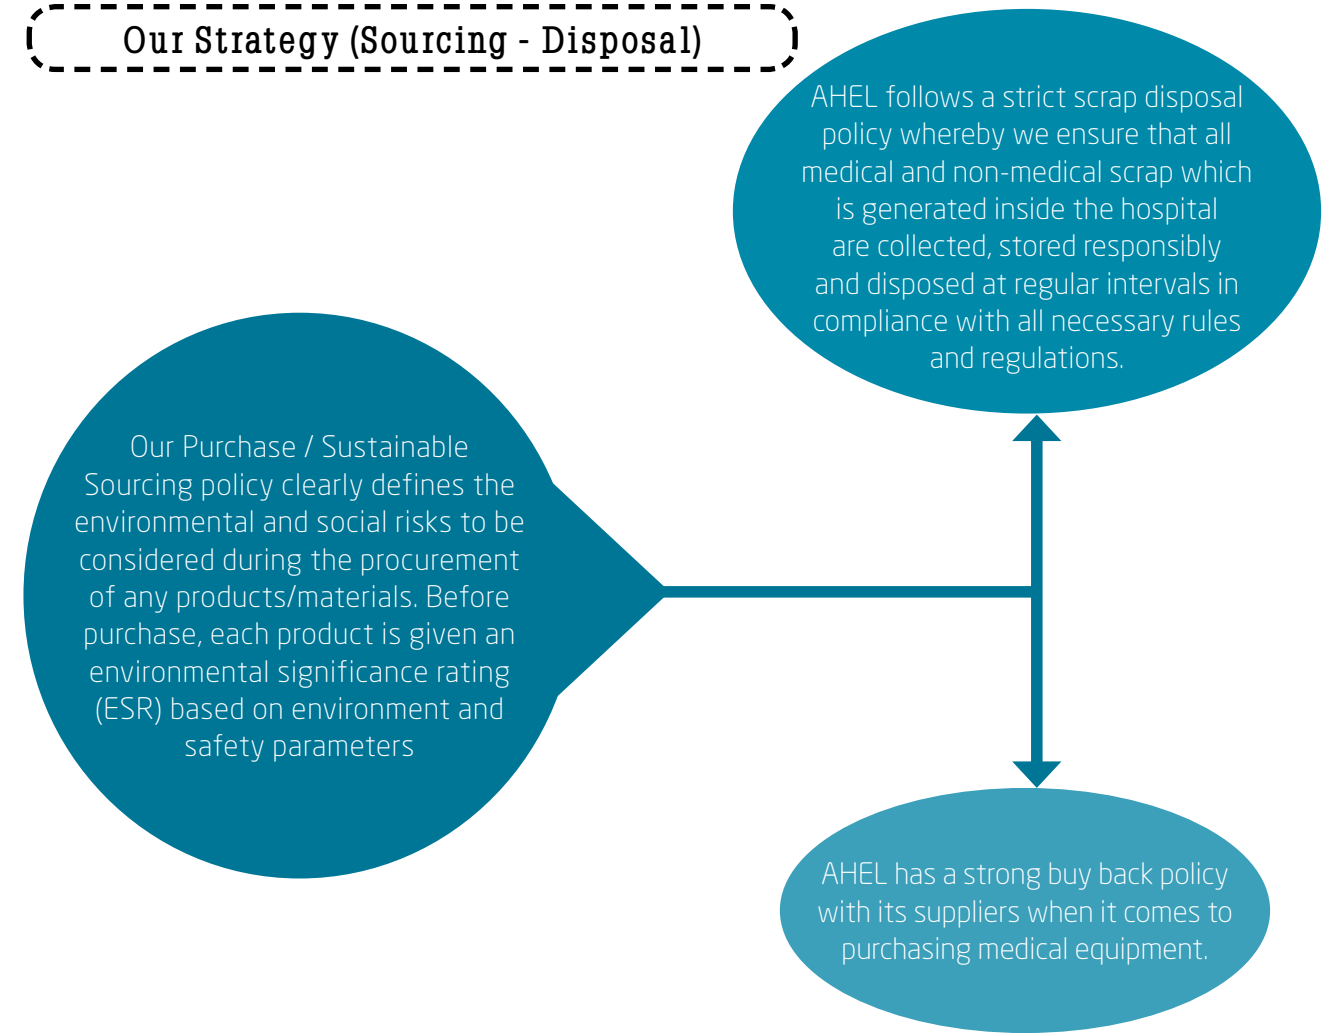 Our Strategy (Sourcing - Disposal)
AHEL follows a strict scrap disposal
policy whereby we ensure that all
medical and non-medical scrap which
is generated inside the hospital
are collected, stored responsibly
and disposed at regular intervals in
compliance with all necessary rules
and regulations.
Our Purchase / Sustainable
Sourcing policy clearly defines the
environmental and social risks to be
considered during the procurement
of any products/materials. Before
purchase, each product is given an
environmental significance rating
(ESR) based on environment and
safety parameters
AHEL has a strong buy back policy
with its suppliers when it comes to
purchasing medical equipment.